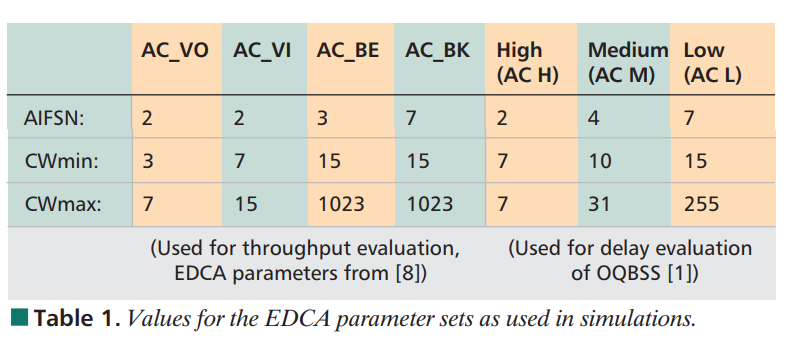 AC_VO AC_VI AC_BE AC_BK High (AC H) Medium (AC M) Low (AC L)
AIFSN: 2 2 3 7 2 4 7
CWmin: 3 7 15 15 7 10 15
CWmax: 7 15 1023 1023 7 31 255
(Used for throughput evaluation,
EDCA parameters from [8])
(Used for delay evaluation
of OQBSS [1])
Table 1. Values for the EDCA parameter sets as used in simulations.